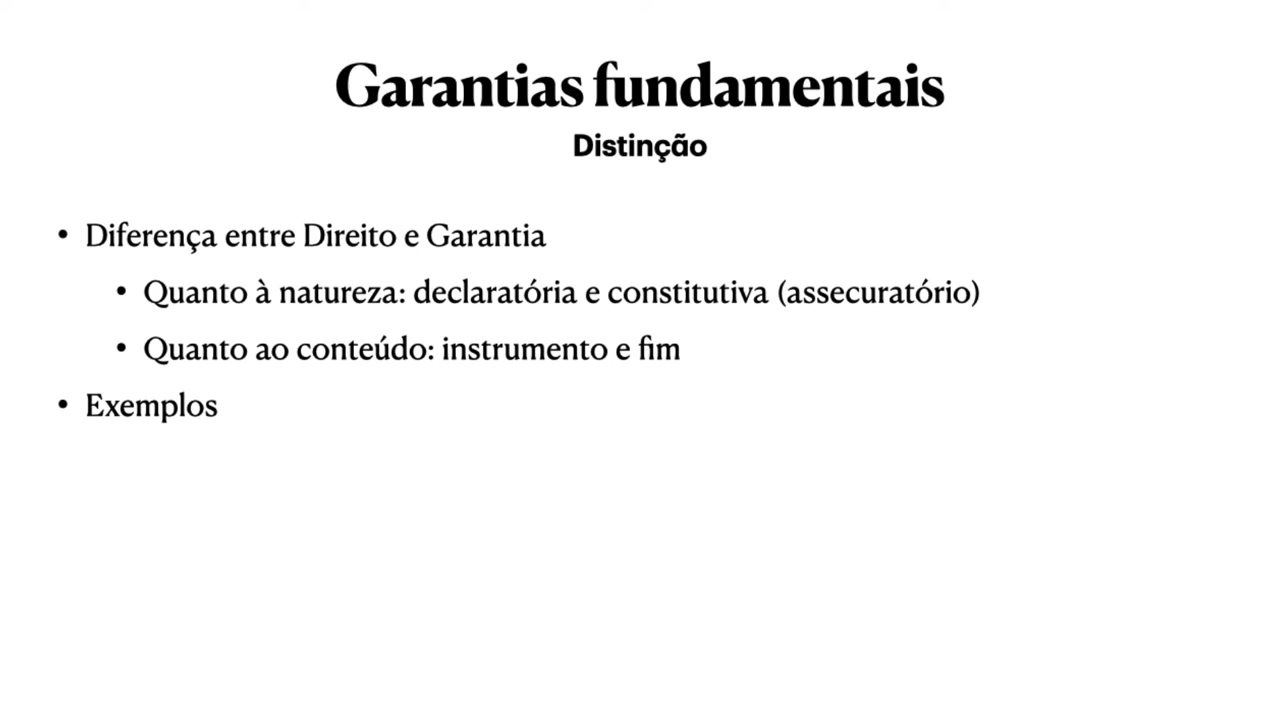 Garantias fundamentais
Distinção
• Diferença entre Direito e Garantia
• Quanto à natureza: declaratória e constitutiva (assecuratório)
• Quanto ao conteúdo: instrumento e fim
• Exemplos